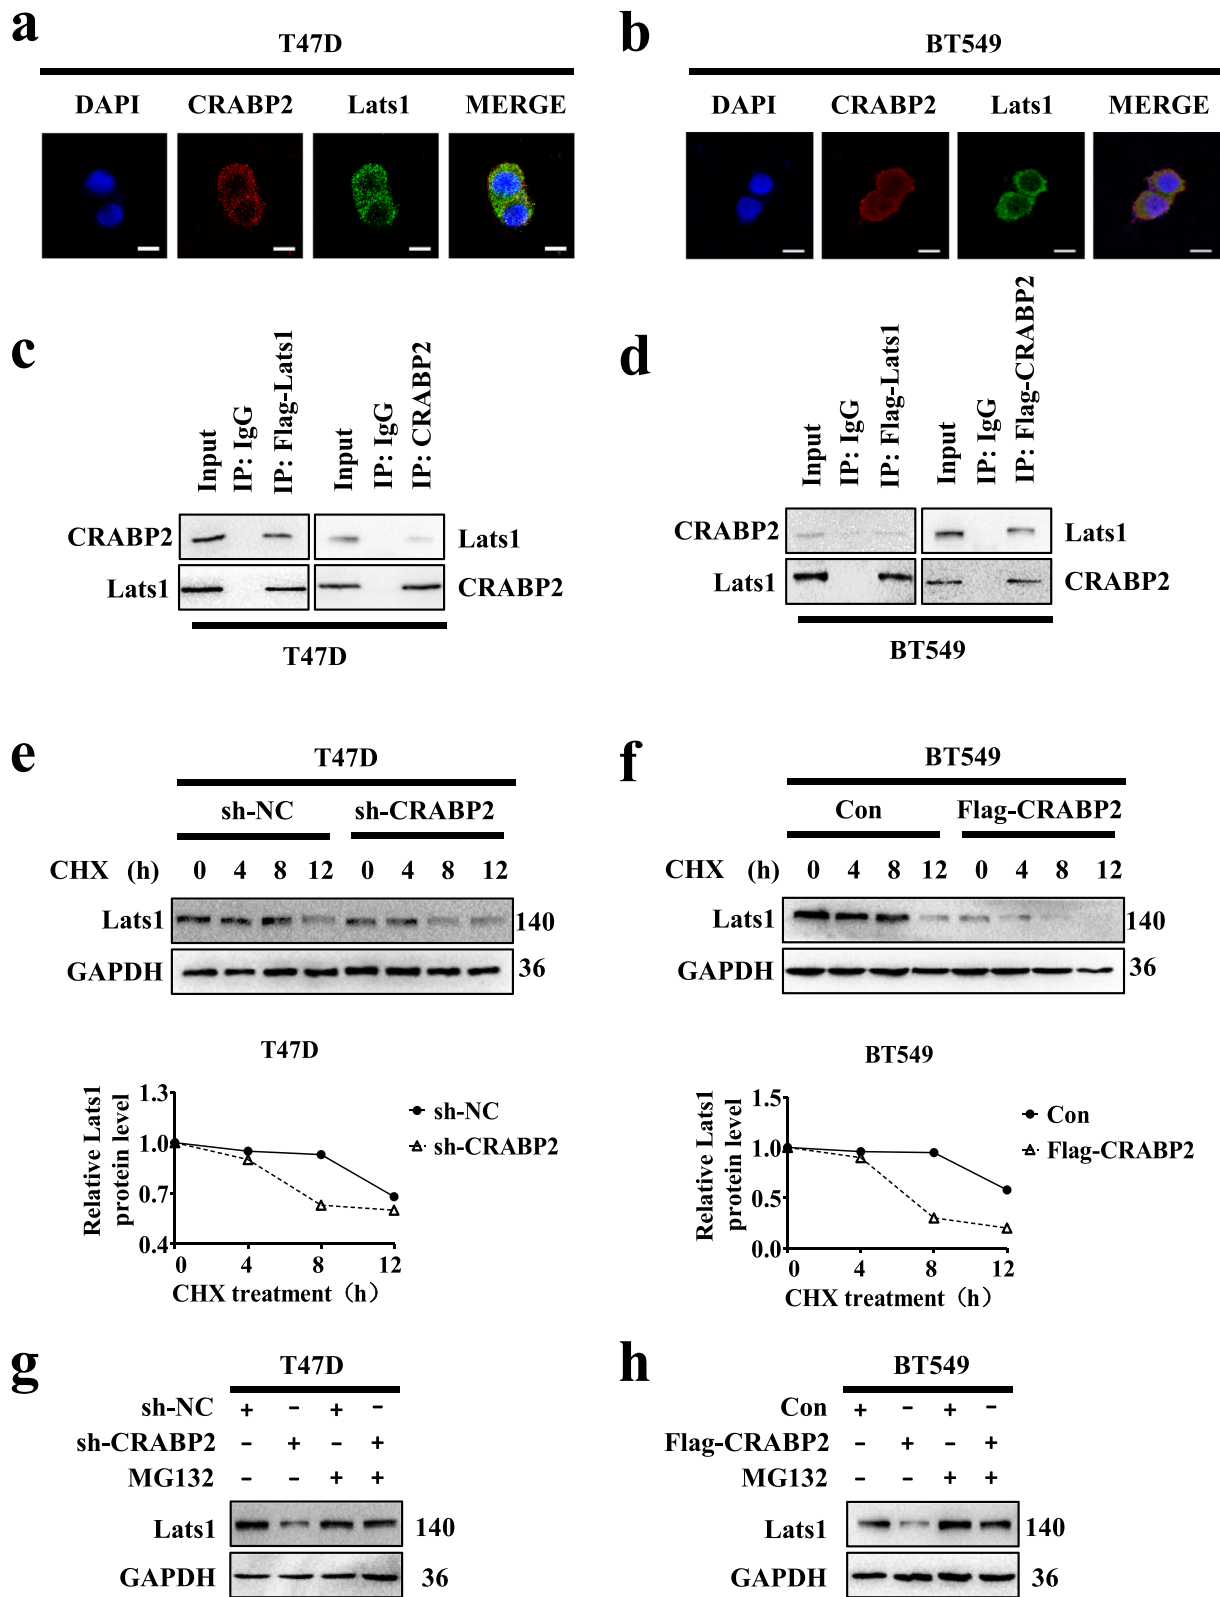 a
T47D
DAPI CRABP2 Lats1 MERGE
b
BT549
DAPI CRABP2 Lats1 MERGE
c
Input
IP: IgG
IP: Flag-Lats1
Input
IP: IgG
IP: CRABP2
CRABP2
Lats1
Lats1
CRABP2
T47D
d
Input
IP: IgG
IP: Flag-Lats1
Input
IP: IgG
IP: Flag-CRABP2
CRABP2
Lats1
Lats1
CRABP2
BT549
e
T47D
sh-NC sh-CRABP2
CHX (h) 0 4 8 12 0 4 8 12
Lats1 140
GAPDH 36
T47D
Relative Lats1
protein level
1.3
1.0
0.7
0.4
0 4 8 12
CHX treatment（h）
sh-NC
sh-CRABP2
f
BT549
Con Flag-CRABP2
CHX (h) 0 4 8 12 0 4 8 12
Lats1 140
GAPDH 36
BT549
Relative Lats1
protein level
1.5
1.0
0.5
0.0
0 4 8 12
CHX treatment（h）
Con
Flag-CRABP2
g
T47D
sh-NC + - + -
sh-CRABP2 - + - +
MG132 - - + +
Lats1 140
GAPDH 36
h
BT549
Con + - + -
Flag-CRABP2 - + - +
MG132 - - + +
Lats1 140
GAPDH 36